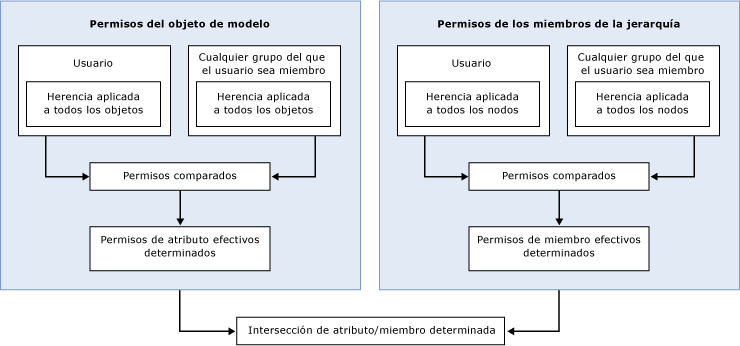 Permisos del objeto de modelo
Usuario
Herencia aplicada
a todos los objetos
Cualquier grupo del que
el usuario sea miembro
Herencia aplicada
a todos los objetos
Permisos comparados
Permisos de atributo efectivos
determinados
Permisos de los miembros de la jerarquía
Usuario
Herencia aplicada
a todos los nodos
Cualquier grupo del que
el usuario sea miembro
Herencia aplicada
a todos los nodos
Permisos comparados
Permisos de miembro efectivos
determinados
Intersección de atributo/miembro determinada